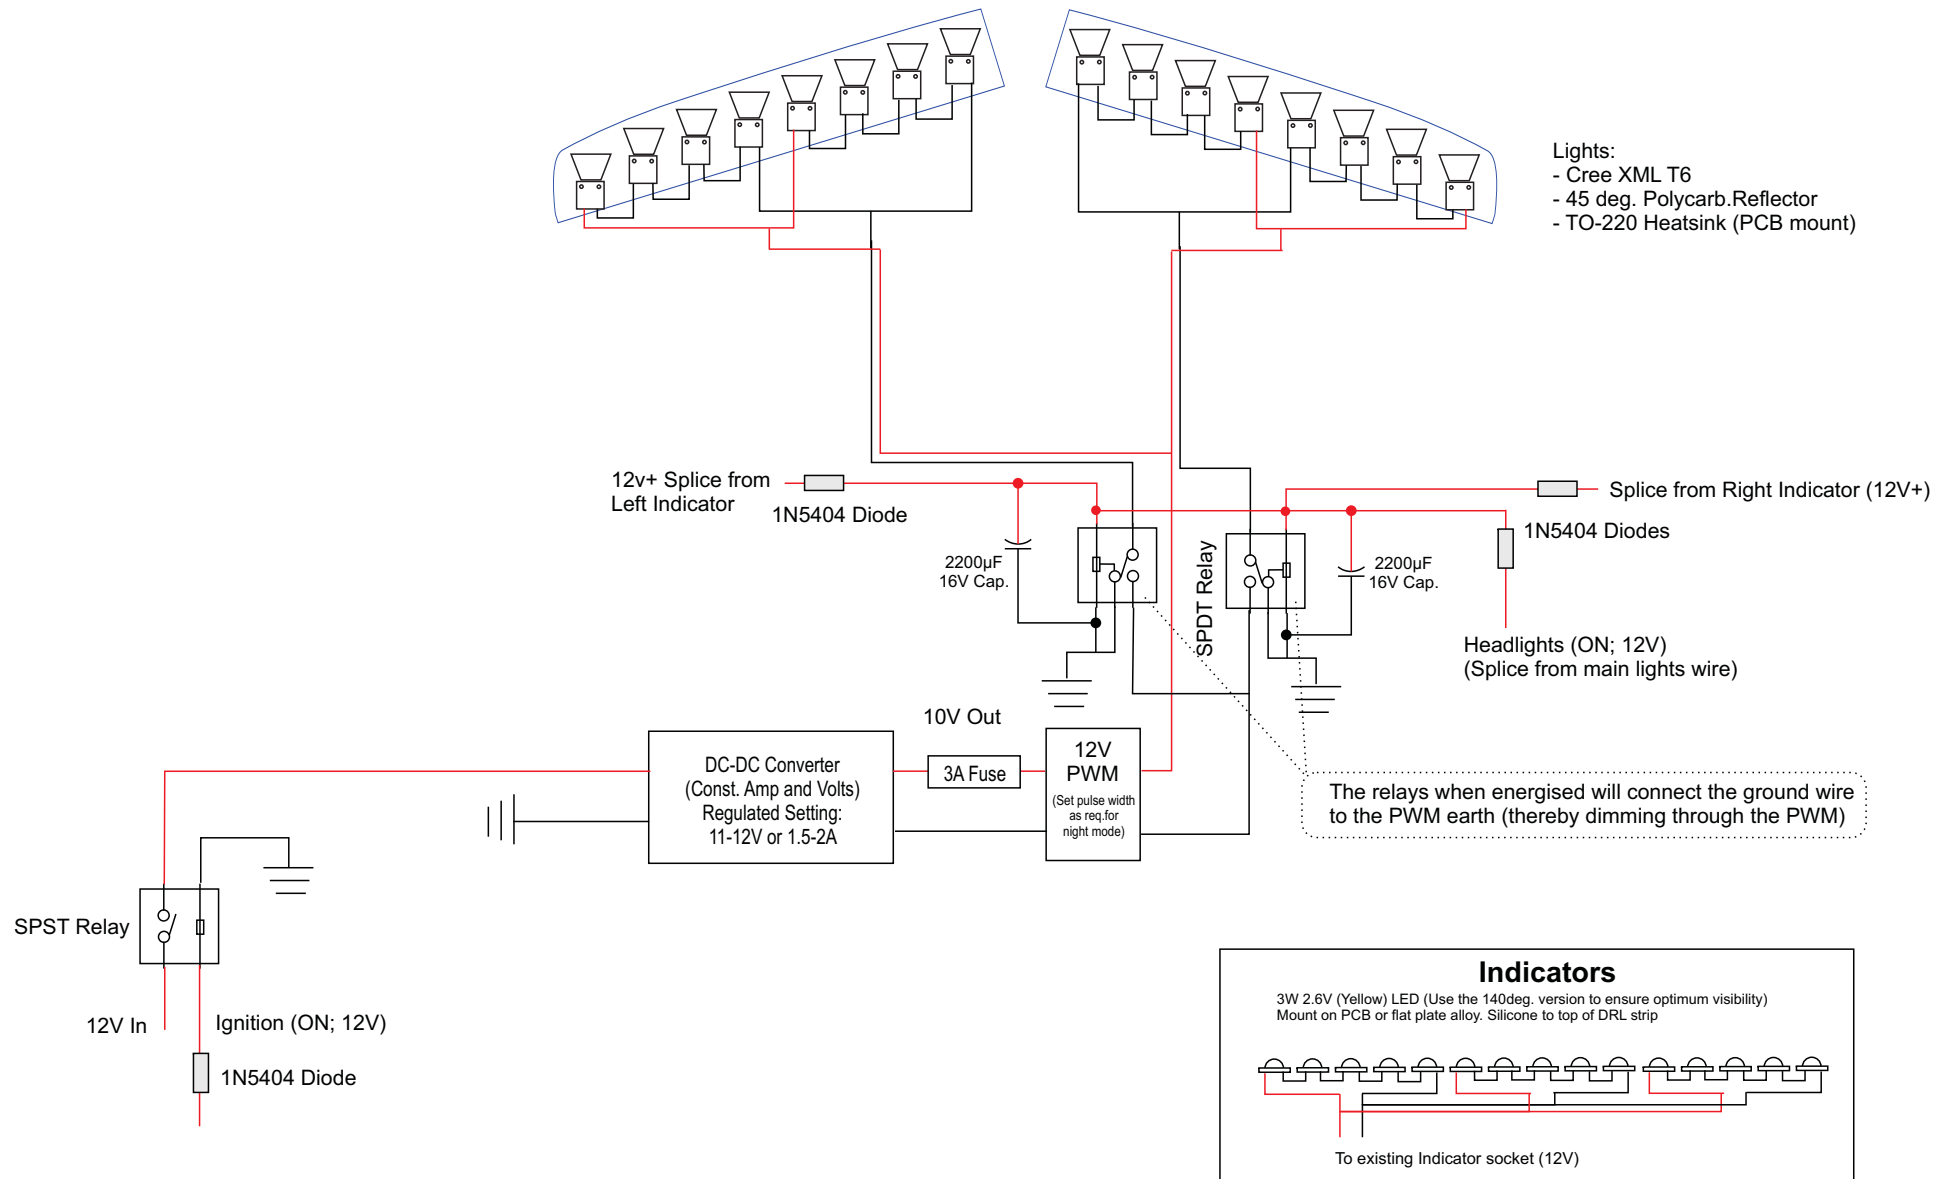 Lights:
- Cree XML T6
- 45 deg. Polycarb.Reflector
- TO-220 Heatsink (PCB mount)
12v+ Splice from
Left Indicator
1N5404 Diode
Splice from Right Indicator (12V+)
1N5404 Diodes
2200µF
16V Cap.
SPDT Relay
2200µF
16V Cap.
Headlights (ON; 12V)
(Splice from main lights wire)
10V Out
DC-DC Converter
(Const. Amp and Volts)
Regulated Setting:
11-12V or 1.5-2A
3A Fuse
12V
PWM
(Set pulse width
as req.for
night mode)
The relays when energised will connect the ground wire
to the PWM earth (thereby dimming through the PWM)
SPST Relay
12V In
Ignition (ON; 12V)
1N5404 Diode
Indicators
3W 2.6V (Yellow) LED (Use the 140deg. version to ensure optimum visibility)
Mount on PCB or flat plate alloy. Silicone to top of DRL strip
To existing Indicator socket (12V)